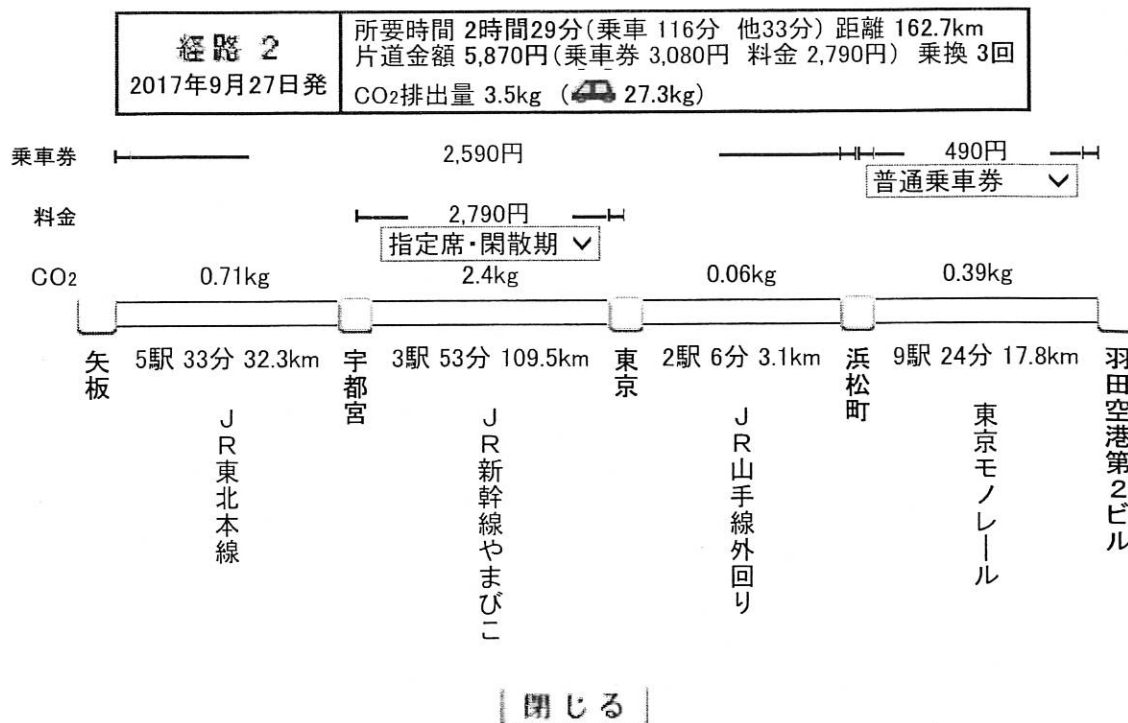 経路 2
2017年9月27日発
所要時間 2時間29分(乗車 116分 他33分) 距離 162.7km
片道金額 5,870円(乗車券 3,080円 料金 2,790円) 乗換 3回
CO2排出量 3.5kg ( 27.3kg)
乗車券 2,590円 490円
普通乗車券
料金 2,790円
指定席・閑散期
CO2 0.71kg 2.4kg 0.06kg 0.39kg
矢板 5駅 33分 32.3km 宇都宮 3駅 53分 109.5km 東京 2駅 6分 3.1km 浜松町 9駅 24分 17.8km 羽田空港第2ビル
JR東北本線
JR新幹線やまびこ
JR山手線外回り
東京モノレール
閉じる